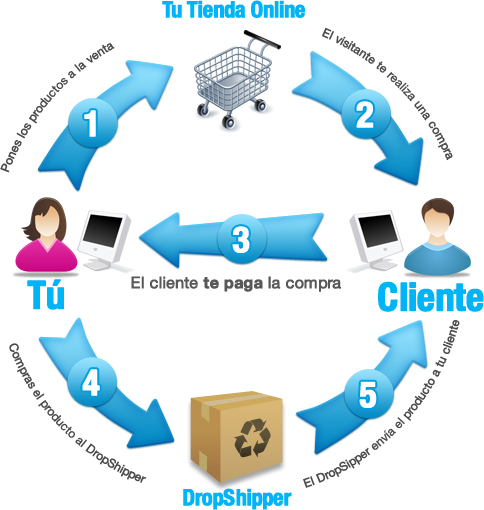 Tu Tienda Online
Pones los productos a la venta
1
El visitante te realiza una compra
2
3
El cliente te paga la compra
Tú
Cliente
4
Compras el producto al DropShipper
5
El DropSipper envía el producto a tu cliente
DropShipper